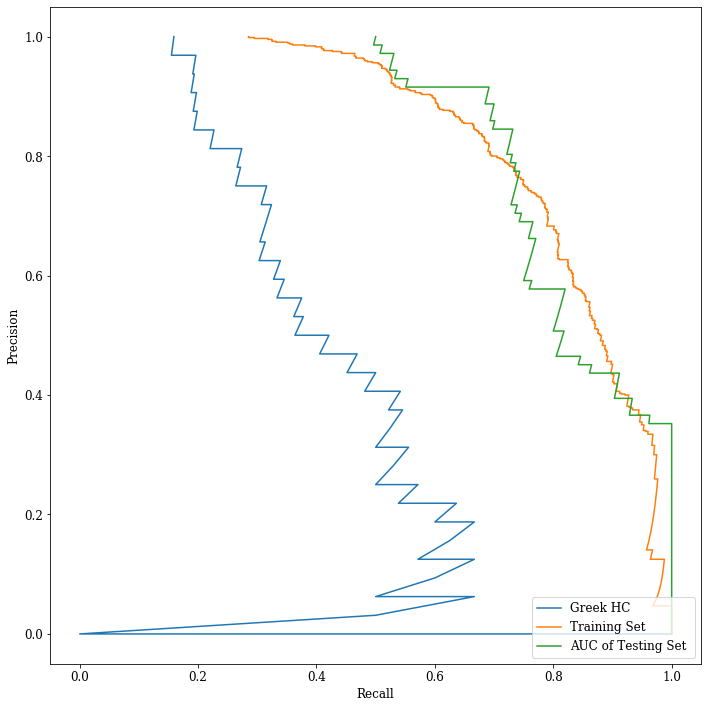 1.0
0.8
0.6
0.4
0.2
0.0
Precision
0.0 0.2 0.4 0.6 0.8 1.0
Recall
Greek HC
Training Set
AUC of Testing Set